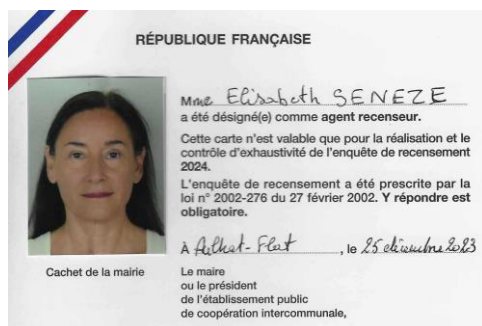 RÉPUBLIQUE FRANÇAISE
Mme Elisabeth SENEZE
a été désigné(e) comme agent recenseur.
Cette carte n'est valable que pour la réalisation et le
contrôle d'exhaustivité de l'enquête de recensement
2024.
L'enquête de recensement a été prescrite par la
loi n° 2002-276 du 27 février 2002. Y répondre est
obligatoire.
À Aulhat-Flat, le 25 décembre 2023
Cachet de la mairie
Le maire
ou le président
de l'établissement public
de coopération intercommunale,